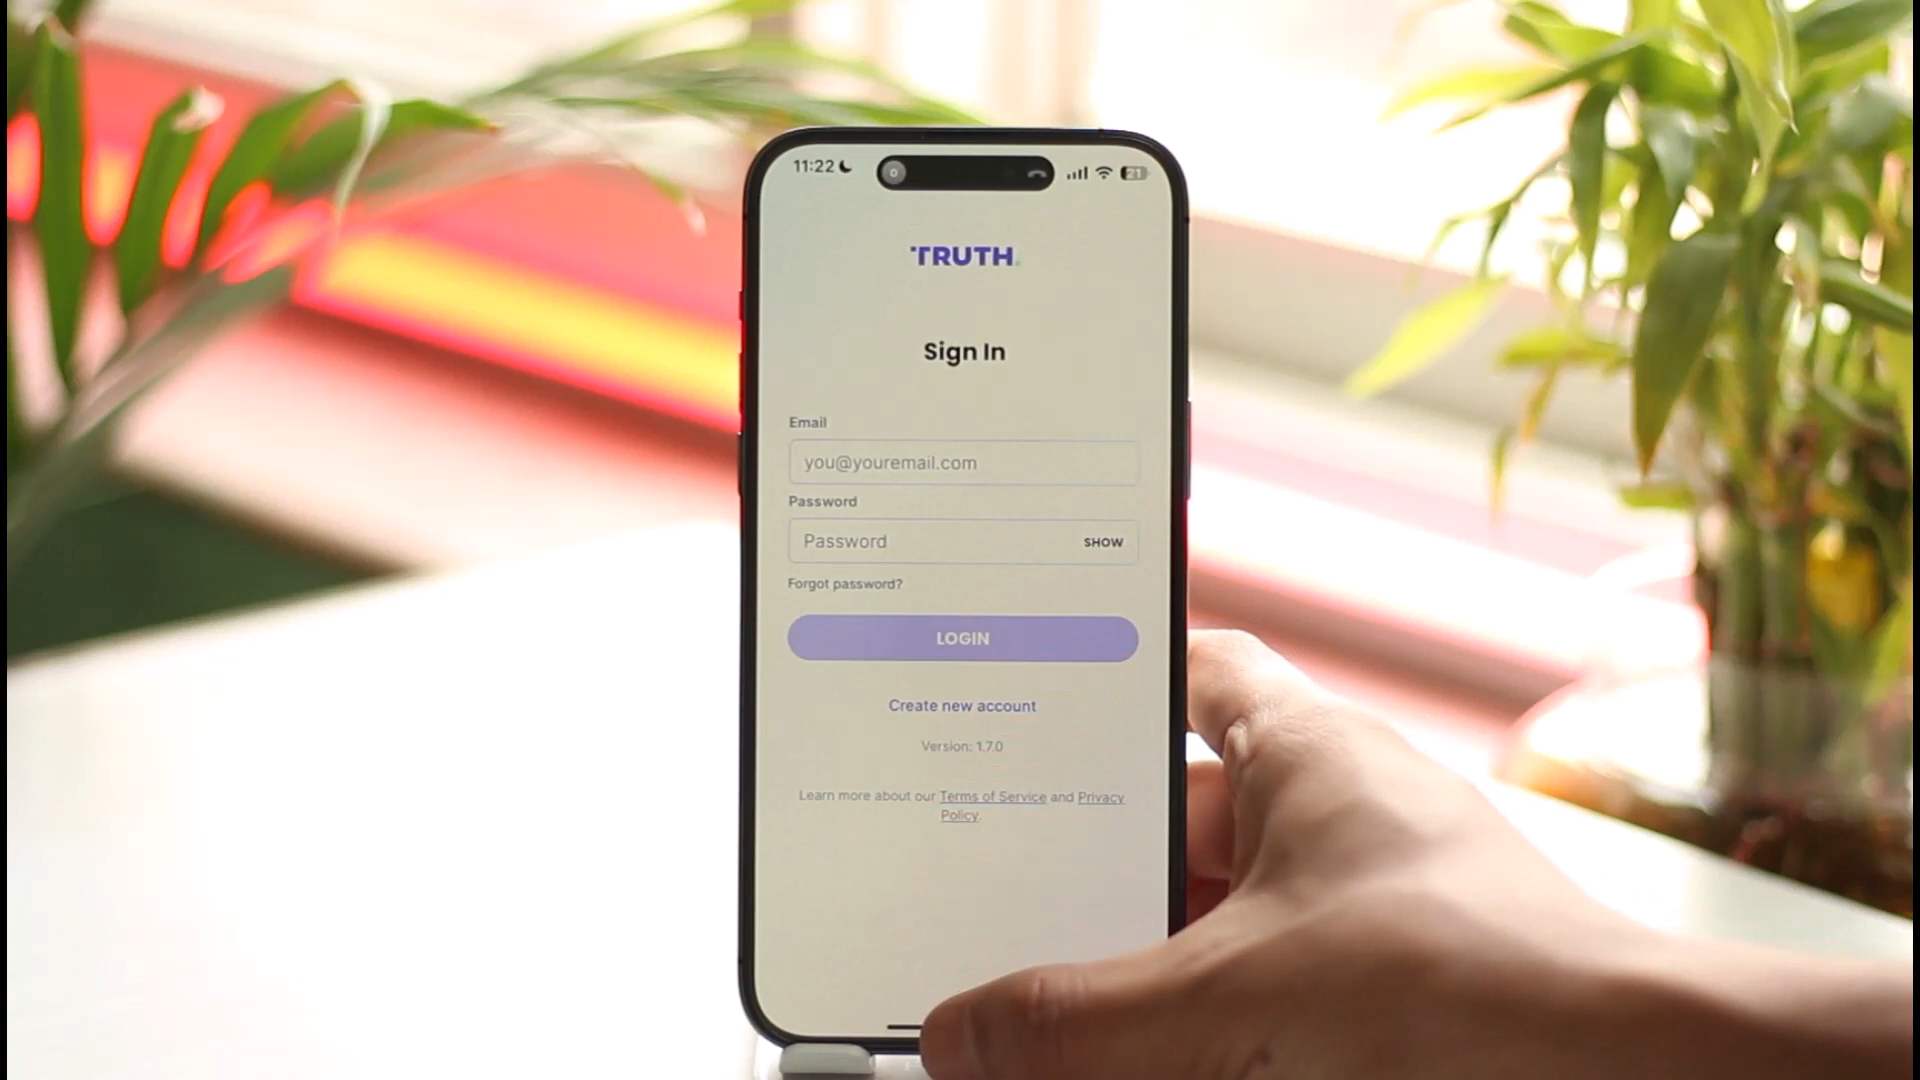 11:22
21
TRUTH.
Sign In
Email
you@youremail.com
Password
Password SHOW
Forgot password?
LOGIN
Create new account
Version: 1.7.0
Learn more about our Terms of Service and Privacy
Policy.